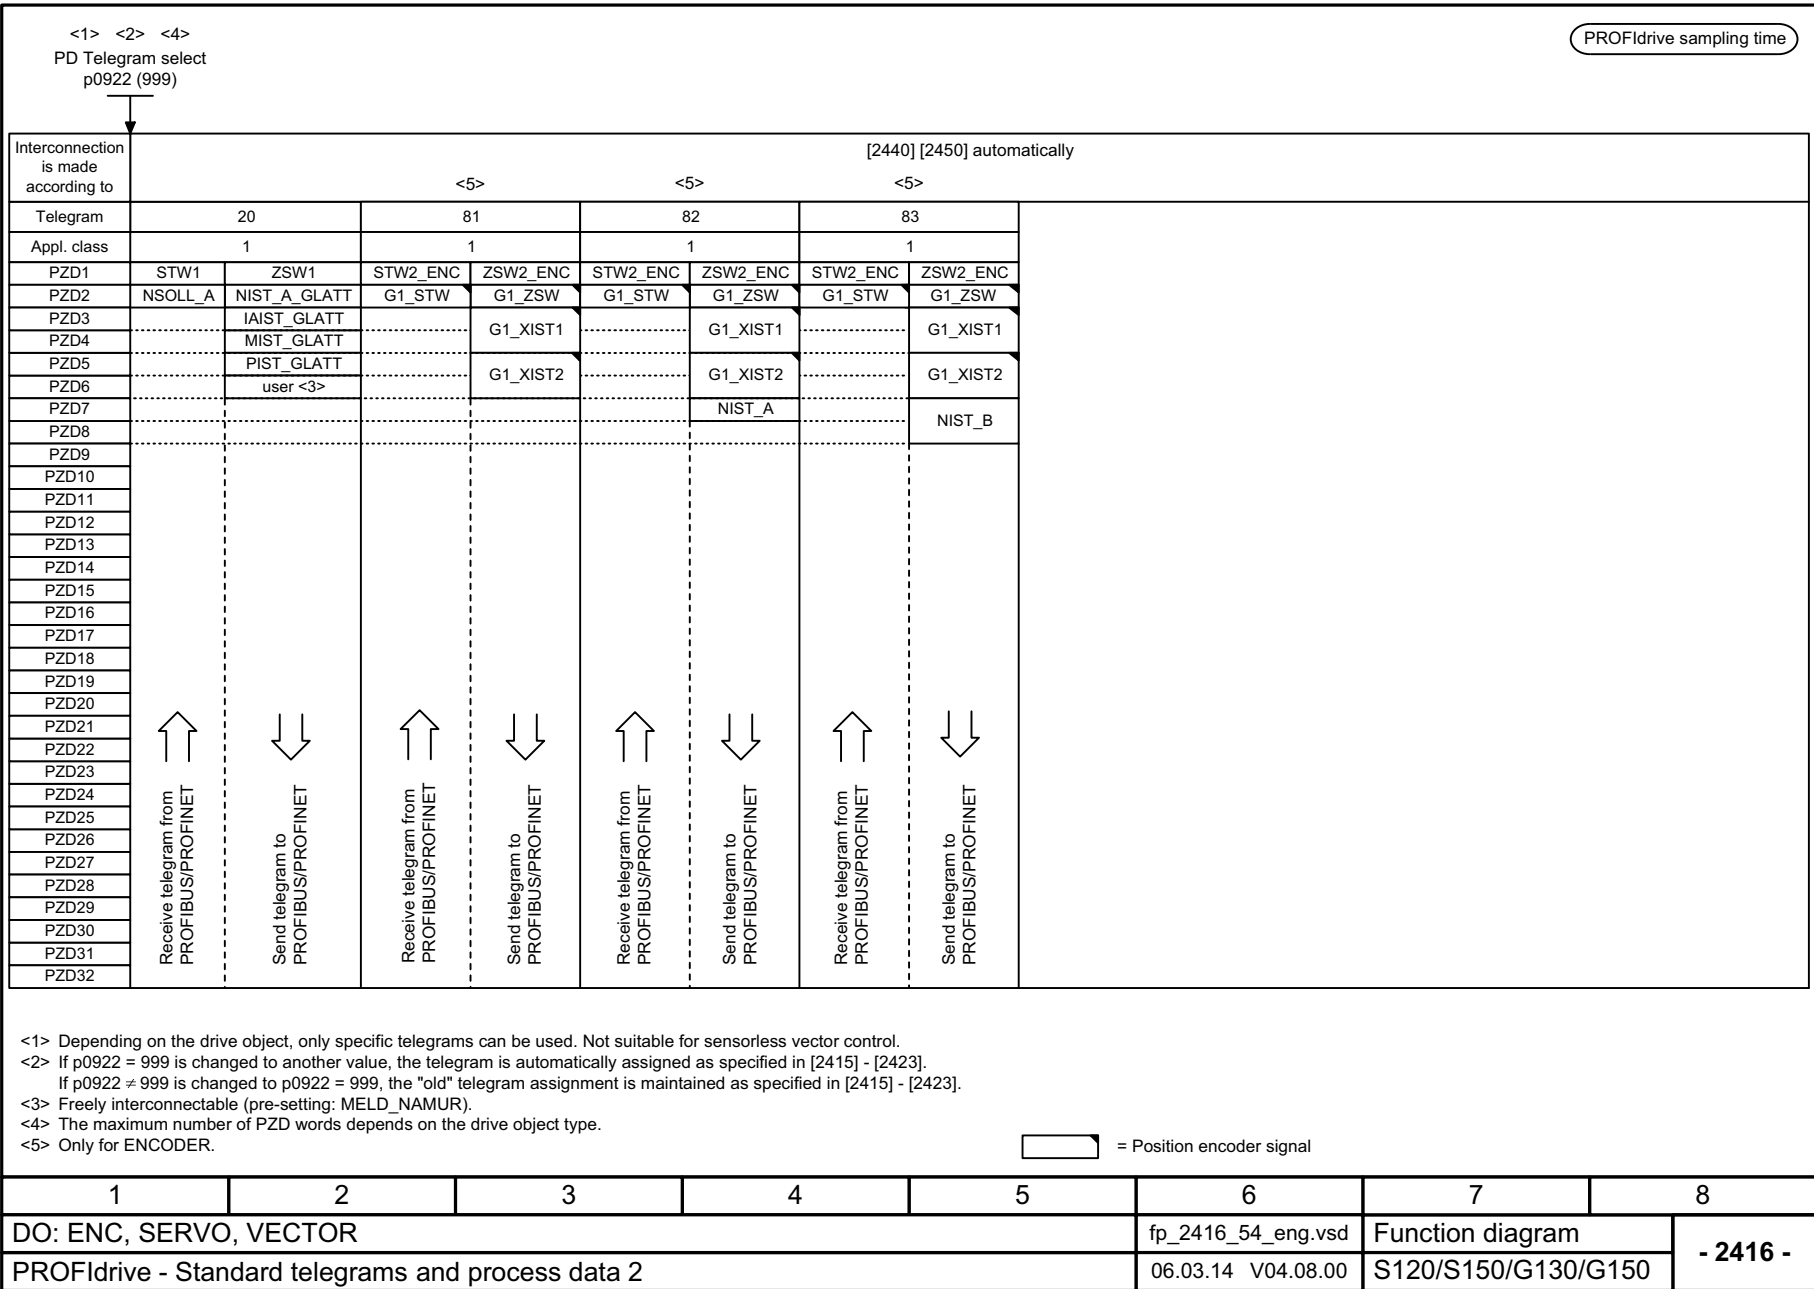 <1> <2> <4>
PD Telegram select
p0922 (999)
PROFIdrive sampling time
Interconnection
is made
according to
[2440] [2450] automatically
<5> <5> <5>
Telegram 20 81 82 83
Appl. class 1 1 1 1
PZD1 STW1 ZSW1 STW2_ENC ZSW2_ENC STW2_ENC ZSW2_ENC STW2_ENC ZSW2_ENC
PZD2 NSOLL_A NIST_A_GLATT G1_STW G1_ZSW G1_STW G1_ZSW G1_STW G1_ZSW
PZD3 IAIST_GLATT G1_XIST1 G1_XIST1 G1_XIST1
PZD4 MIST_GLATT
PZD5 PIST_GLATT G1_XIST2 G1_XIST2 G1_XIST2
PZD6 user <3>
PZD7 NIST_A NIST_B
PZD8
PZD9
PZD10
PZD11
PZD12
PZD13
PZD14
PZD15
PZD16
PZD17
PZD18
PZD19
PZD20
PZD21
PZD22
PZD23
PZD24
PZD25
PZD26
PZD27
PZD28
PZD29
PZD30
PZD31
PZD32
Receive telegram from
PROFIBUS/PROFINET
Send telegram to
PROFIBUS/PROFINET
Receive telegram from
PROFIBUS/PROFINET
Send telegram to
PROFIBUS/PROFINET
Receive telegram from
PROFIBUS/PROFINET
Send telegram to
PROFIBUS/PROFINET
Receive telegram from
PROFIBUS/PROFINET
Send telegram to
PROFIBUS/PROFINET
<1> Depending on the drive object, only specific telegrams can be used. Not suitable for sensorless vector control.
<2> If p0922 = 999 is changed to another value, the telegram is automatically assigned as specified in [2415] - [2423].
If p0922 ≠ 999 is changed to p0922 = 999, the "old" telegram assignment is maintained as specified in [2415] - [2423].
<3> Freely interconnectable (pre-setting: MELD_NAMUR).
<4> The maximum number of PZD words depends on the drive object type.
<5> Only for ENCODER.
= Position encoder signal
1 2 3 4 5 6 7 8
DO: ENC, SERVO, VECTOR fp_2416_54_eng.vsd Function diagram
- 2416 -
PROFIdrive - Standard telegrams and process data 2 06.03.14 V04.08.00 S120/S150/G130/G150